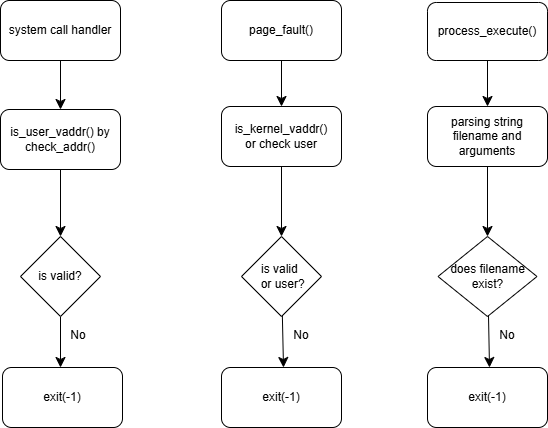 system call handler
is_user_vaddr() by
check_addr()
is valid?
No
exit(-1)
page_fault()
is_kernel_vaddr()
or check user
is valid
or user?
No
exit(-1)
process_execute()
parsing string
filename and
arguments
does filename
exist?
No
exit(-1)